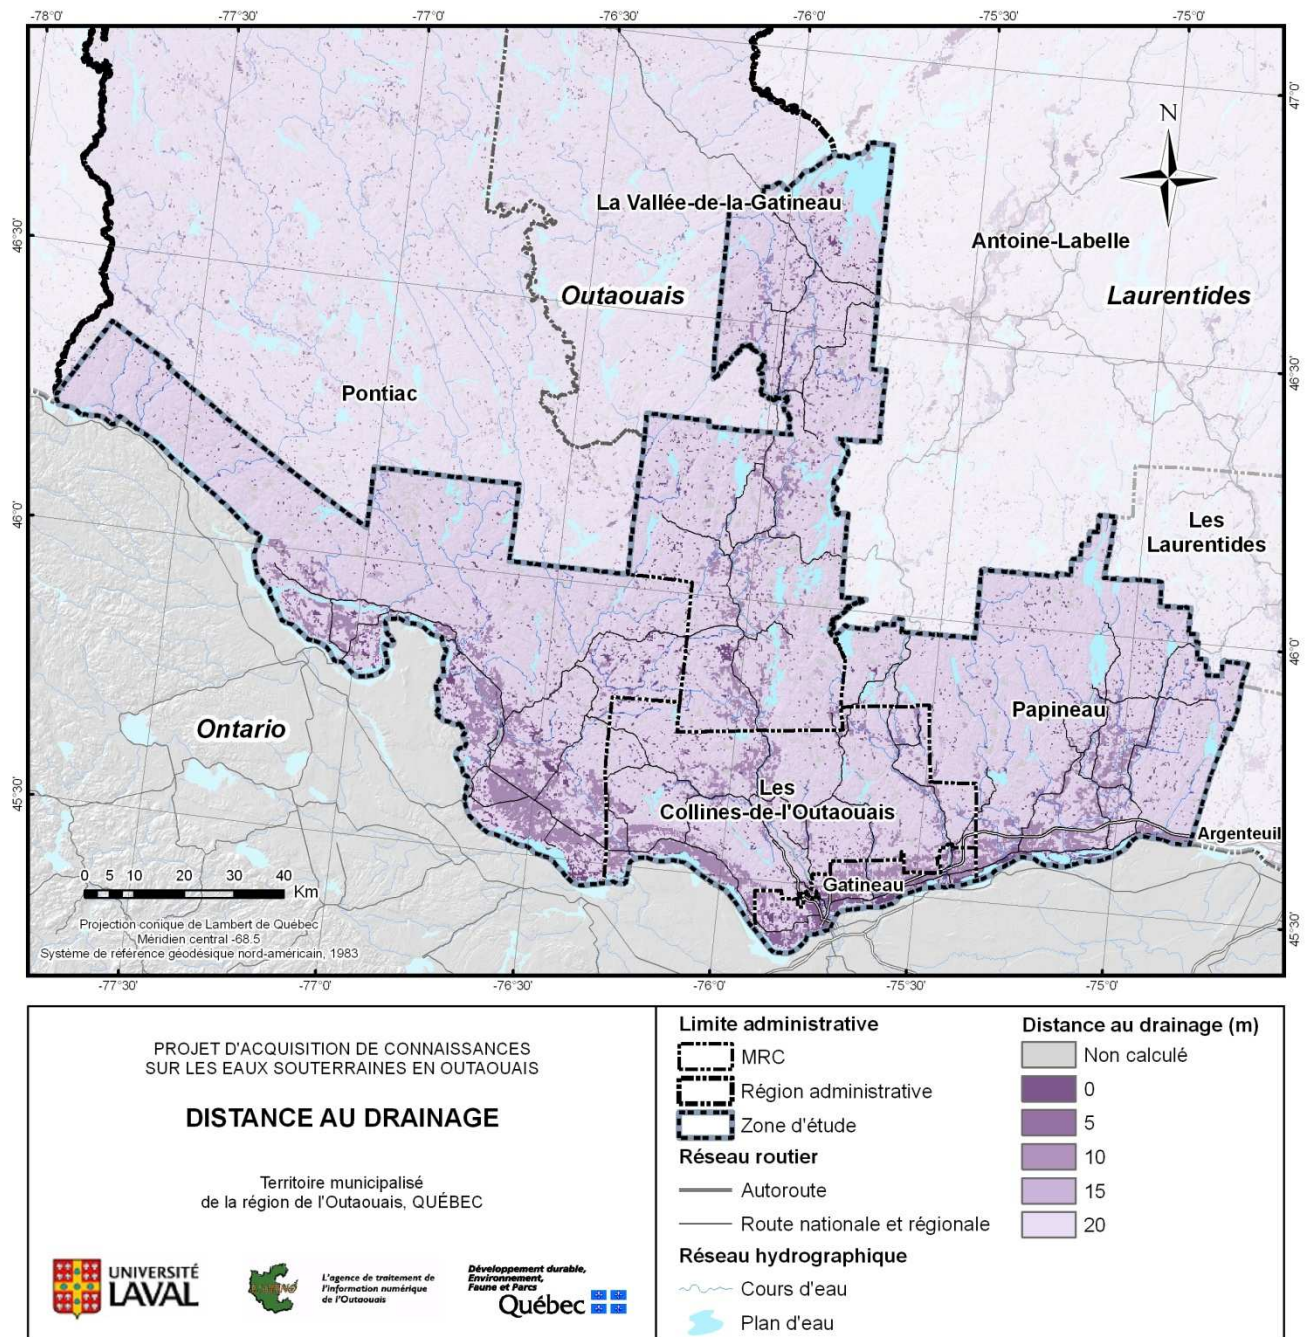 -78°0' -77°30' -77°0' -76°30' -76°0' -75°30' -75°0'
47°0'
N
La Vallée-de-la-Gatineau
Antoine-Labelle
46°30'
Outaouais
Laurentides
Pontiac
46°30'
46°0'
Les
Laurentides
46°0'
Papineau
Ontario
Les
Collines-de-l'Outaouais
45°30'
Argenteuil
Gatineau
0 5 10 20 30 40
Km
45°30'
Projection conique de Lambert de Québec
Méridien central -68.5
Système de référence géodésique nord-américain, 1983
-77°30' -77°0' -76°30' -76°0' -75°30' -75°0'
PROJET D'ACQUISITION DE CONNAISSANCES
SUR LES EAUX SOUTERRAINES EN OUTAOUAIS
DISTANCE AU DRAINAGE
Territoire municipalisé
de la région de l'Outaouais, QUÉBEC
UNIVERSITÉ
LAVAL
L'agence de traitement de
l'information numérique
de l'Outaouais
Développement durable,
Environnement,
Faune et Parcs
Québec
Limite administrative
MRC
Région administrative
Zone d'étude
Réseau routier
Autoroute
Route nationale et régionale
Réseau hydrographique
Cours d'eau
Plan d'eau
Distance au drainage (m)
Non calculé
0
5
10
15
20